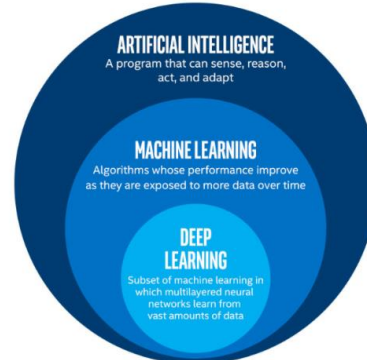 ARTIFICIAL INTELLIGENCE
A program that can sense, reason,
act, and adapt
MACHINE LEARNING
Algorithms whose performance improve
as they are exposed to more data over time
DEEP
LEARNING
Subset of machine learning in
which multilayered neural
networks learn from
vast amounts of data